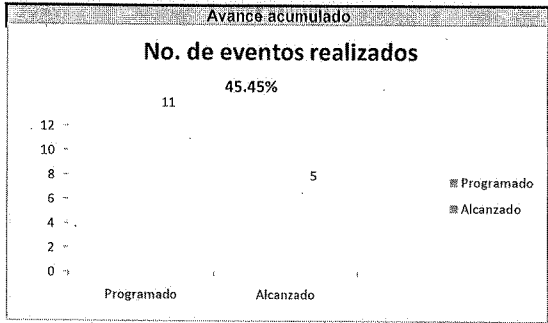 Avance acumulado
No. de eventos realizados
45.45%
11
12
10
8
5
6
4
2
0
Programado
Alcanzado
Programado Alcanzado